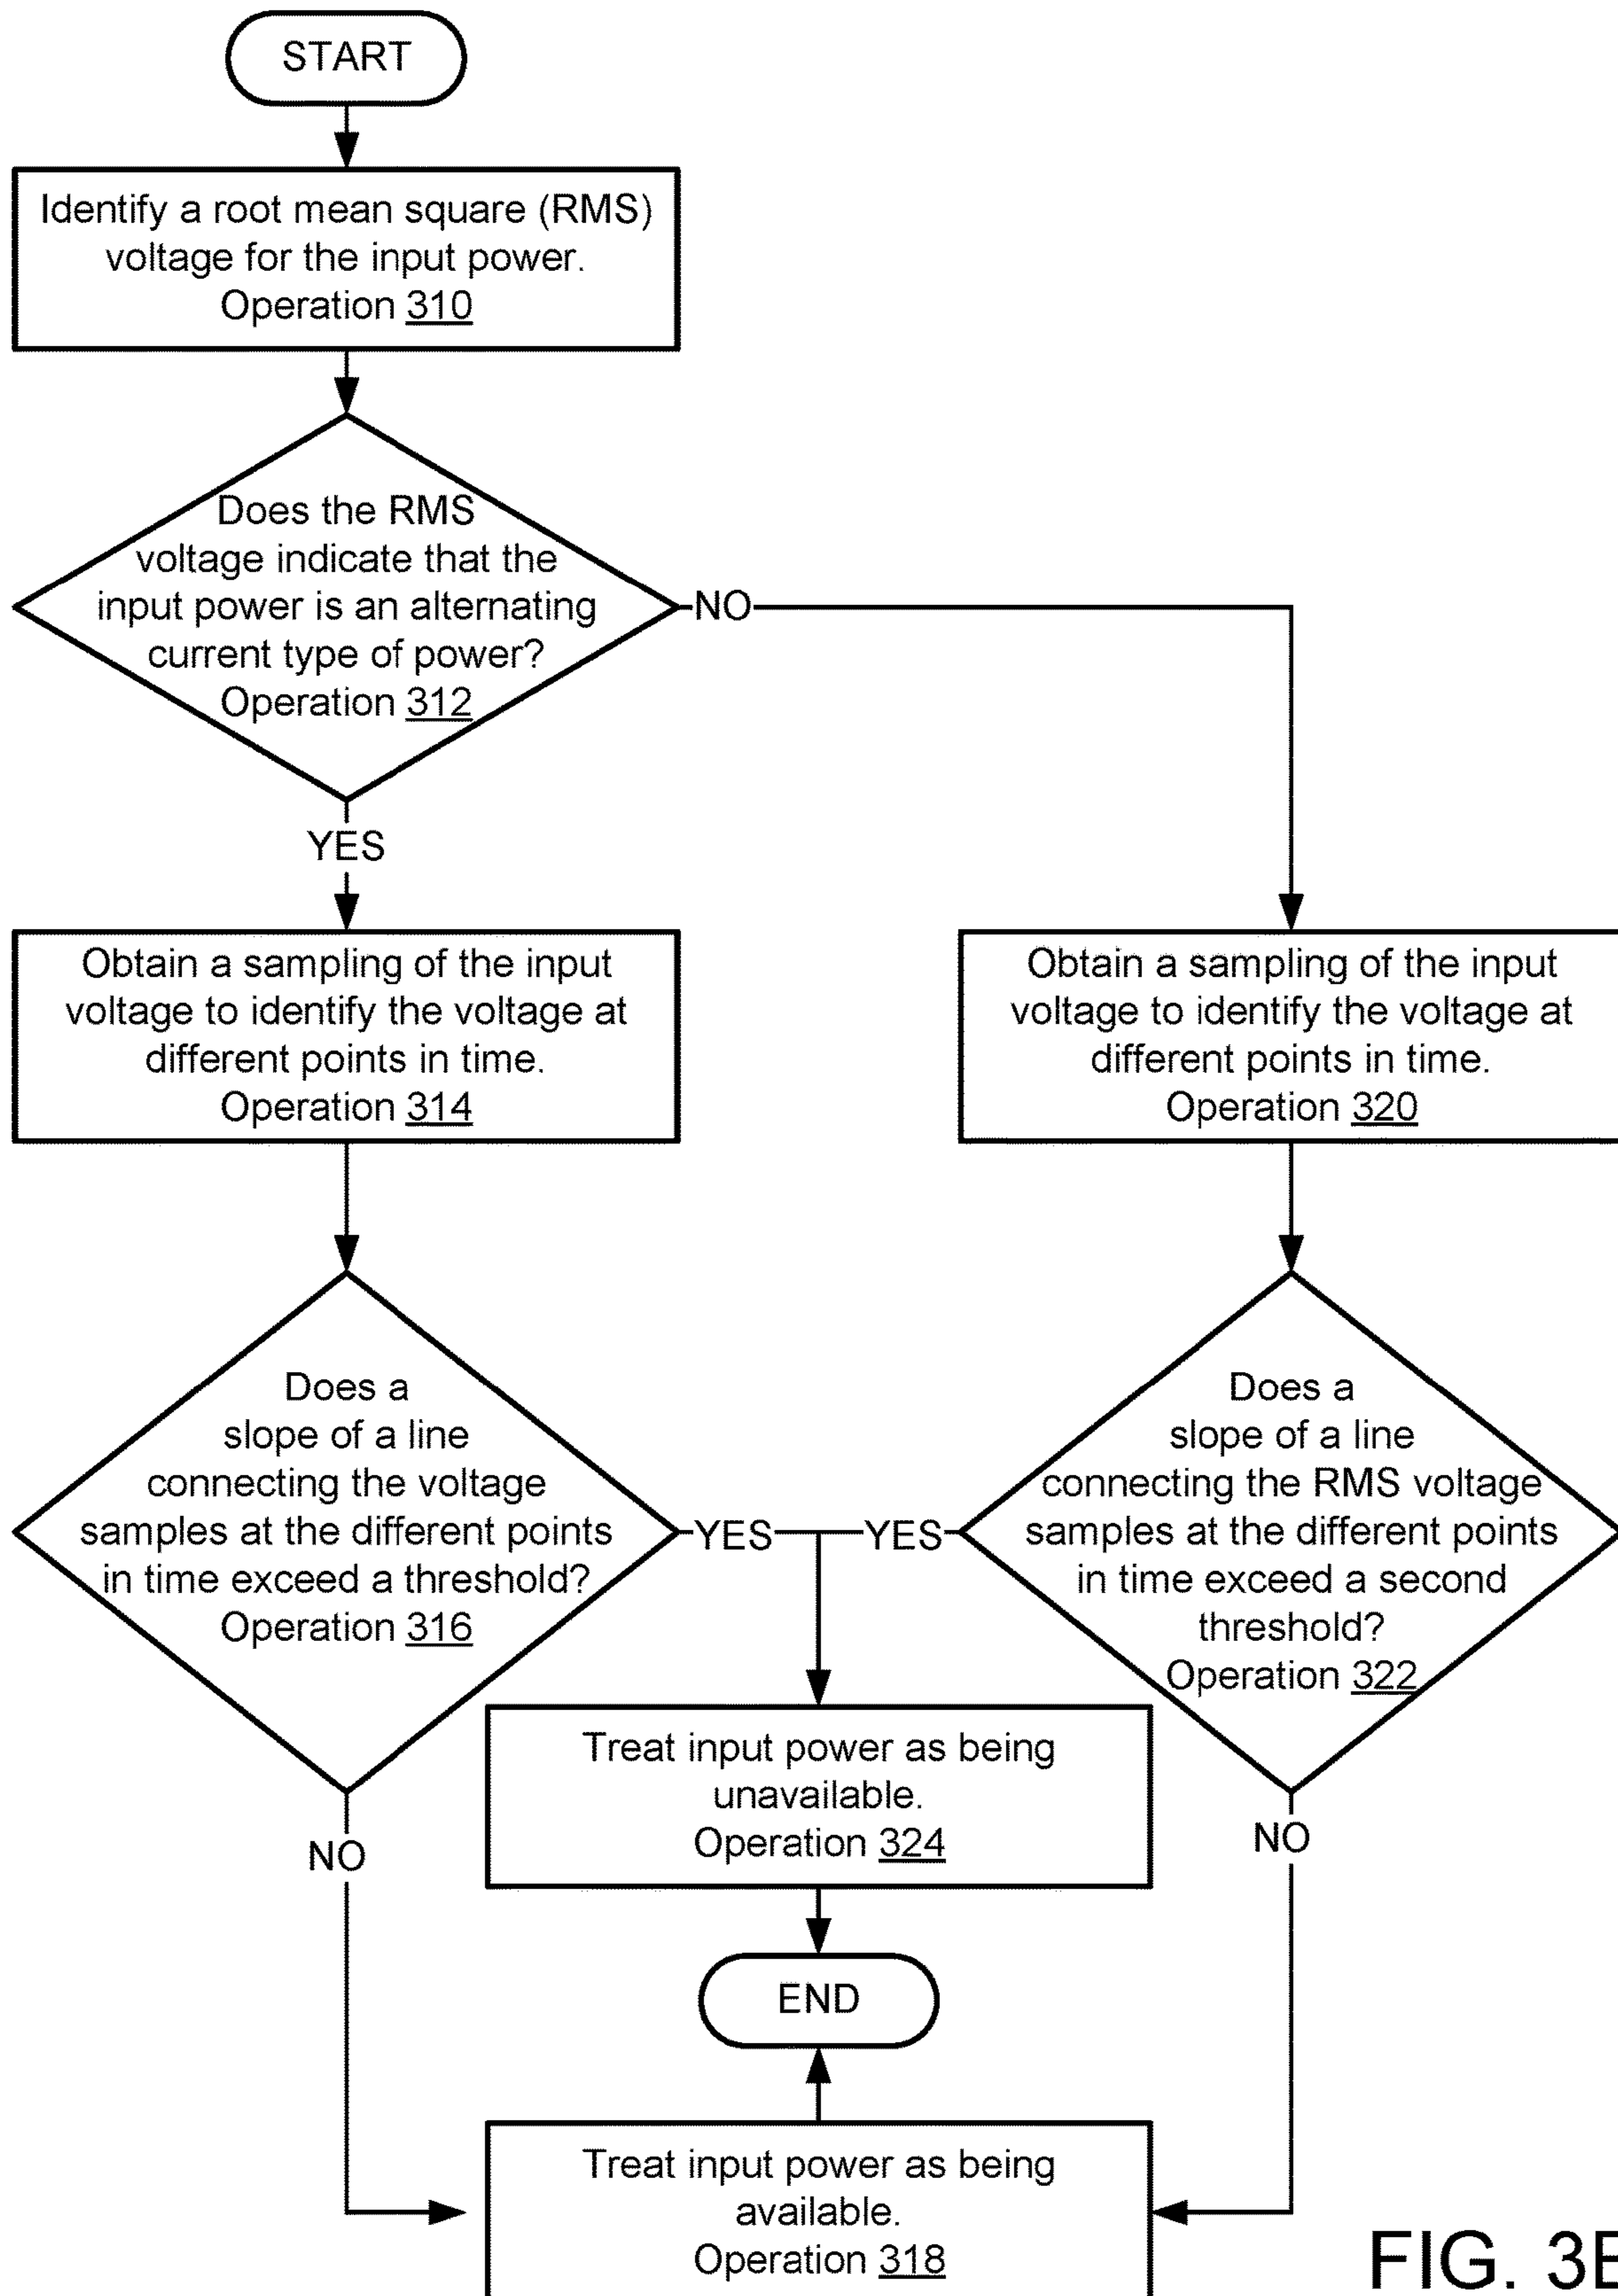 START
Identify a root mean square (RMS)
voltage for the input power.
Operation 310
Does the RMS
voltage indicate that the
input power is an alternating
current type of power?
Operation 312
NO
YES
Obtain a sampling of the input
voltage to identify the voltage at
different points in time.
Operation 314
Obtain a sampling of the input
voltage to identify the voltage at
different points in time.
Operation 320
Does a
slope of a line
connecting the voltage
samples at the different points
in time exceed a threshold?
Operation 316
YES
YES
Does a
slope of a line
connecting the RMS voltage
samples at the different points
in time exceed a second
threshold?
Operation 322
Treat input power as being
unavailable.
Operation 324
NO
NO
END
Treat input power as being
available.
Operation 318
FIG.